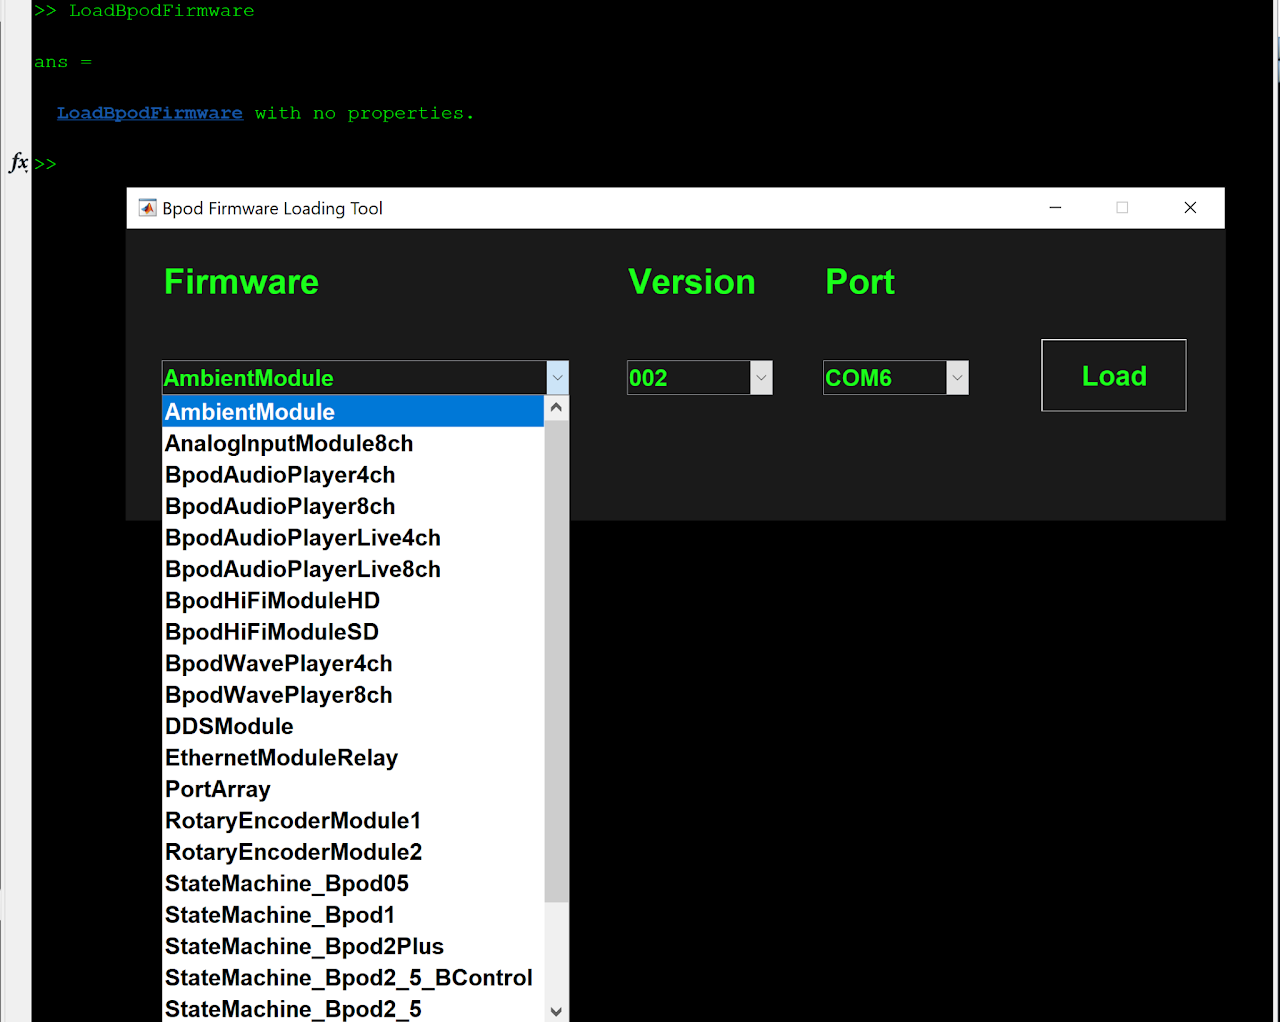 >> LoadBpodFirmware
ans =
LoadBpodFirmware with no properties.
fx >>
Bpod Firmware Loading Tool
Firmware Version Port
AmbientModule 002 COM6 Load
AmbientModule
AnalogInputModule8ch
BpodAudioPlayer4ch
BpodAudioPlayer8ch
BpodAudioPlayerLive4ch
BpodAudioPlayerLive8ch
BpodHiFiModuleHD
BpodHiFiModuleSD
BpodWavePlayer4ch
BpodWavePlayer8ch
DDSModule
EthernetModuleRelay
PortArray
RotaryEncoderModule1
RotaryEncoderModule2
StateMachine_Bpod05
StateMachine_Bpod1
StateMachine_Bpod2Plus
StateMachine_Bpod2_5_BControl
StateMachine_Bpod2_5